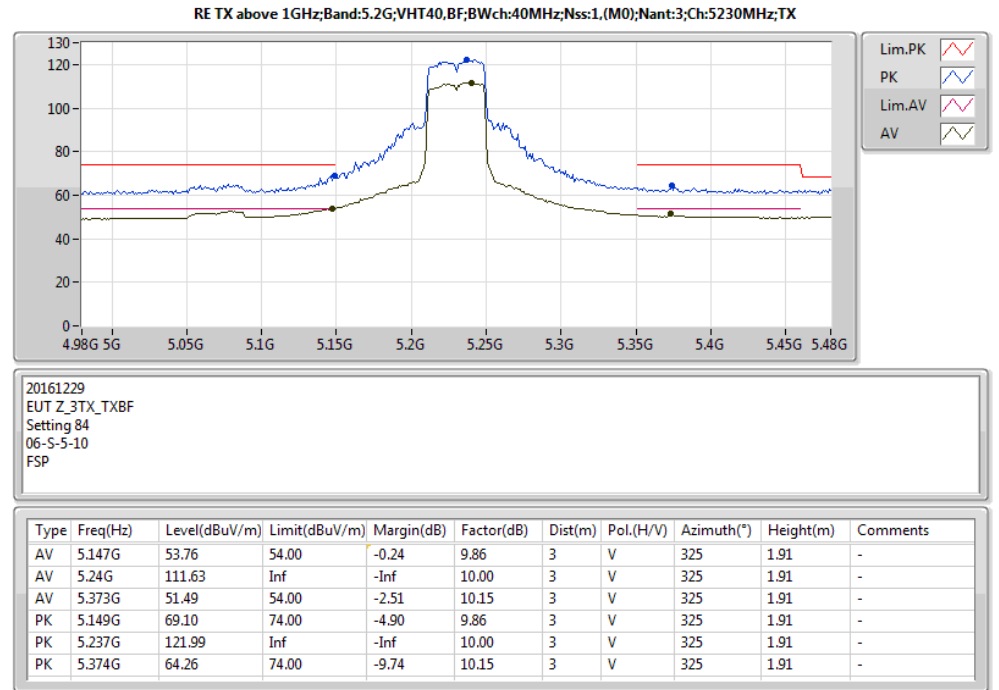 RE TX above 1GHz;Band:5.2G;VHT40,BF;BWch:40MHz;Nss:1,(M0);Nant:3;Ch:5230MHz;TX
130
120
100
80
60
40
20
0
4.98G 5G 5.05G 5.1G 5.15G 5.2G 5.25G 5.3G 5.35G 5.4G 5.45G 5.48G
Lim.PK
PK
Lim.AV
AV
20161229
EUT Z_3TX_TXBF
Setting 84
06-S-5-10
FSP
Type Freq(Hz) Level(dBuV/m) Limit(dBuV/m) Margin(dB) Factor(dB) Dist(m) Pol.(H/V) Azimuth(°) Height(m) Comments
AV 5.147G 53.76 54.00 -0.24 9.86 3 V 325 1.91 -
AV 5.24G 111.63 Inf -Inf 10.00 3 V 325 1.91 -
AV 5.373G 51.49 54.00 -2.51 10.15 3 V 325 1.91 -
PK 5.149G 69.10 74.00 -4.90 9.86 3 V 325 1.91 -
PK 5.237G 121.99 Inf -Inf 10.00 3 V 325 1.91 -
PK 5.374G 64.26 74.00 -9.74 10.15 3 V 325 1.91 -